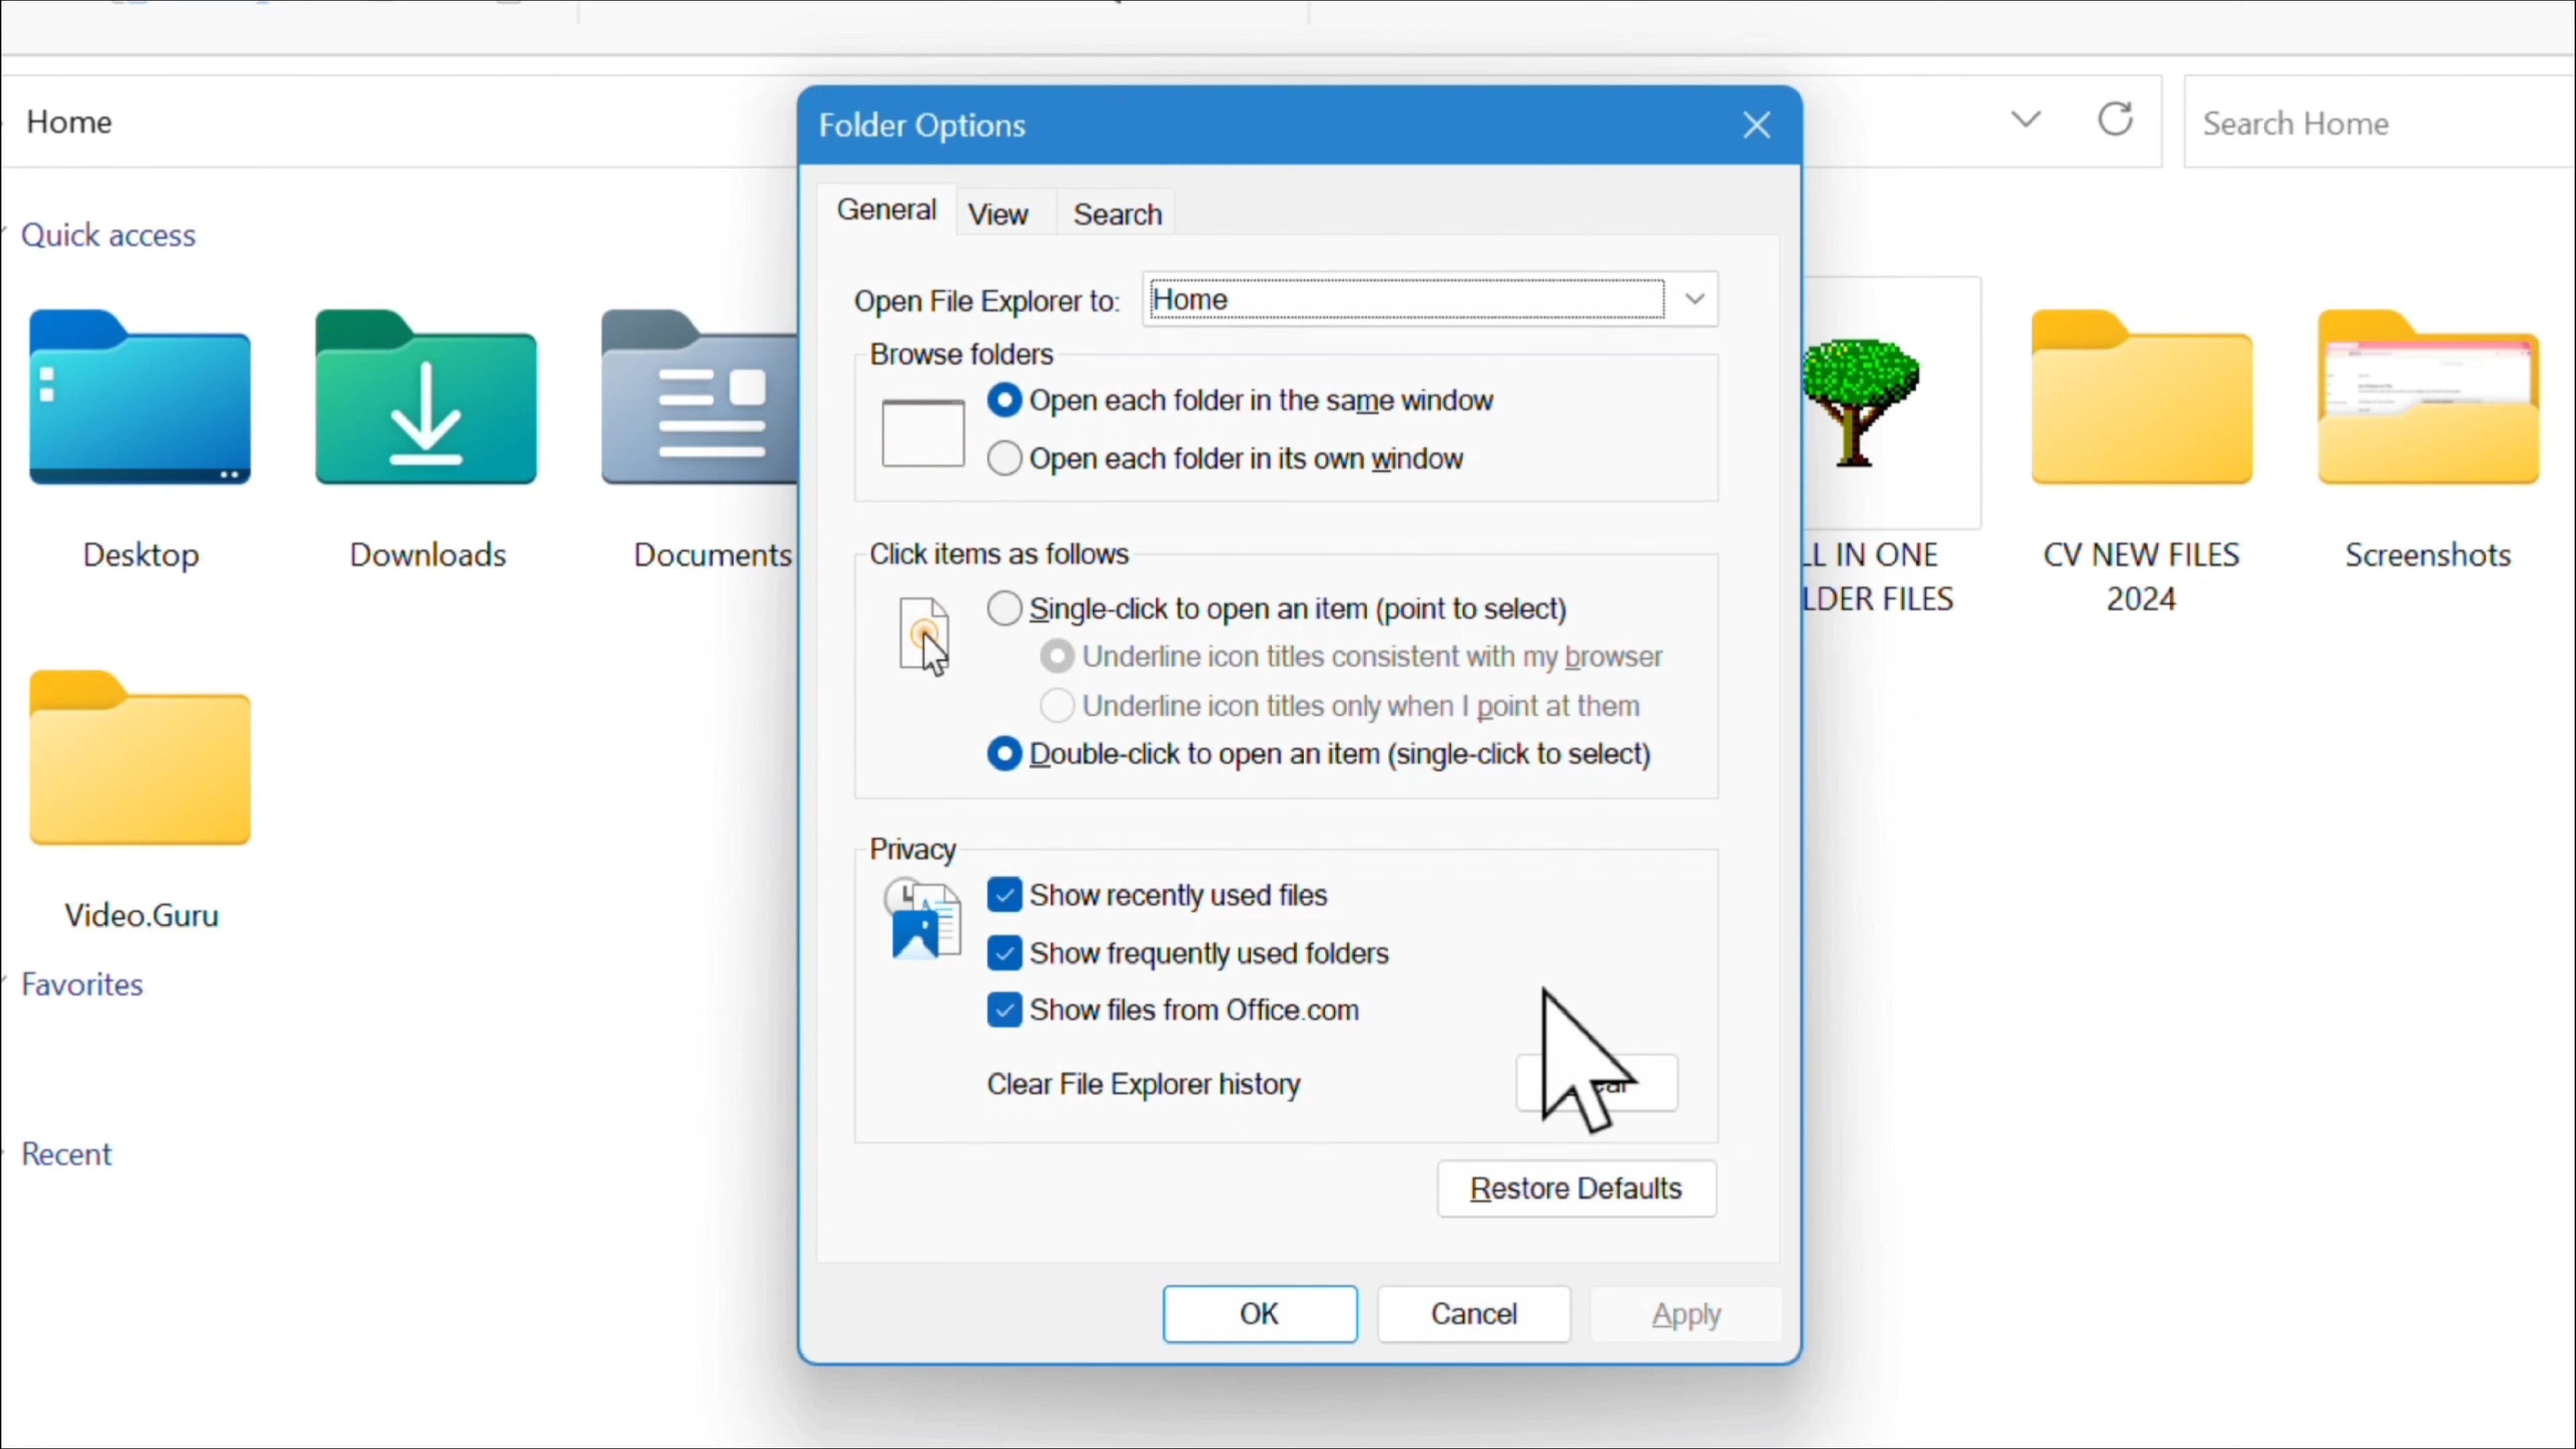 Home
Search Home
Folder Options
General
View
Search
Quick access
Open File Explorer to:
Home
Browse folders
Open each folder in the same window
Open each folder in its own window
Click items as follows
Single-click to open an item (point to select)
Underline icon titles consistent with my browser
Underline icon titles only when I point at them
Double-click to open an item (single-click to select)
Privacy
Show recently used files
Show frequently used folders
Show files from Office.com
Clear File Explorer history
Restore Defaults
OK
Cancel
Apply
Desktop
Downloads
Documents
LL IN ONE
LDER FILES
CV NEW FILES
2024
Screenshots
Video.Guru
Favorites
Recent